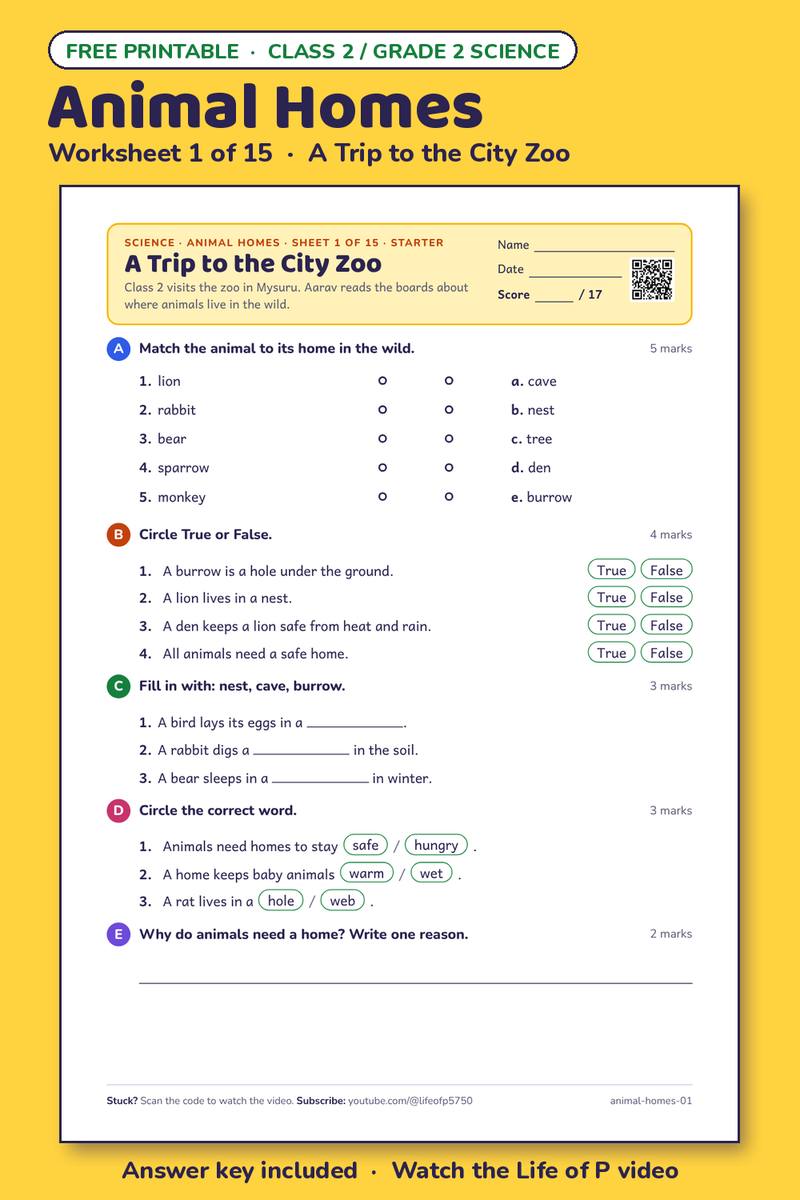 FREE PRINTABLE · CLASS 2 / GRADE 2 SCIENCE
Animal Homes
Worksheet 1 of 15 · A Trip to the City Zoo
SCIENCE · ANIMAL HOMES · SHEET 1 OF 15 · STARTER
A Trip to the City Zoo
Class 2 visits the zoo in Mysuru. Aarav reads the boards about
where animals live in the wild.
Name ____________
Date ____________
Score ______ / 17
A Match the animal to its home in the wild. 5 marks
1. lion a. cave
2. rabbit b. nest
3. bear c. tree
4. sparrow d. den
5. monkey e. burrow
B Circle True or False. 4 marks
1. A burrow is a hole under the ground. True False
2. A lion lives in a nest. True False
3. A den keeps a lion safe from heat and rain. True False
4. All animals need a safe home. True False
C Fill in with: nest, cave, burrow. 3 marks
1. A bird lays its eggs in a ____________.
2. A rabbit digs a ____________ in the soil.
3. A bear sleeps in a ____________ in winter.
D Circle the correct word. 3 marks
1. Animals need homes to stay safe / hungry .
2. A home keeps baby animals warm / wet .
3. A rat lives in a hole / web .
E Why do animals need a home? Write one reason. 2 marks
Stuck? Scan the code to watch the video. Subscribe: youtube.com/@lifeofp5750 animal-homes-01
Answer key included · Watch the Life of P video